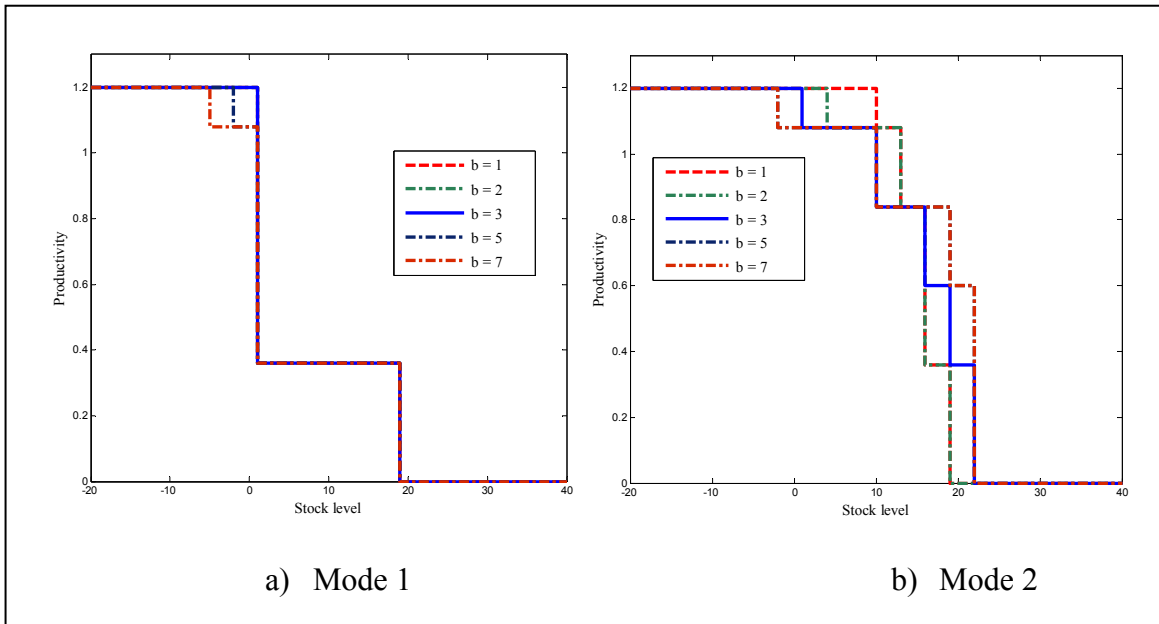 1.2
1
0.8
0.6
0.4
0.2
0
Productivity
-20 -10 0 10 20 30 40
Stock level
b = 1
b = 2
b = 3
b = 5
b = 7
a) Mode 1
1.2
1
0.8
0.6
0.4
0.2
0
Productivity
-20 -10 0 10 20 30 40
Stock level
b = 1
b = 2
b = 3
b = 5
b = 7
b) Mode 2